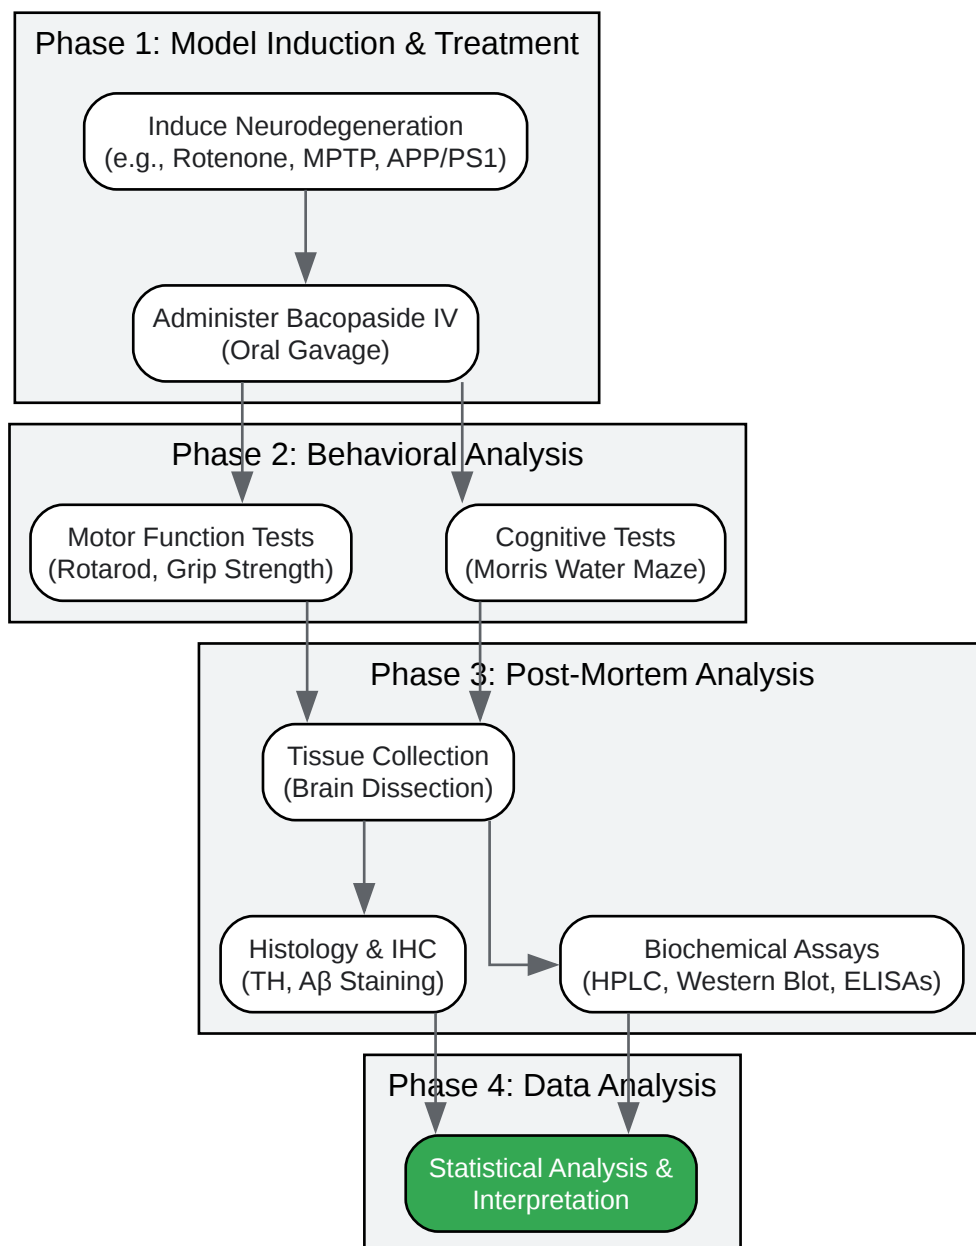 Phase 1: Model Induction & Treatment
Induce Neurodegeneration
(e.g., Rotenone, MPTP, APP/PS1)
Administer Bacopaside IV
(Oral Gavage)
Phase 2: Behavioral Analysis
Motor Function Tests
(Rotarod, Grip Strength)
Cognitive Tests
(Morris Water Maze)
Phase 3: Post-Mortem Analysis
Tissue Collection
(Brain Dissection)
Histology & IHC
(TH, Aβ Staining)
Biochemical Assays
(HPLC, Western Blot, ELISAs)
Phase 4: Data Analysis
Statistical Analysis &
Interpretation